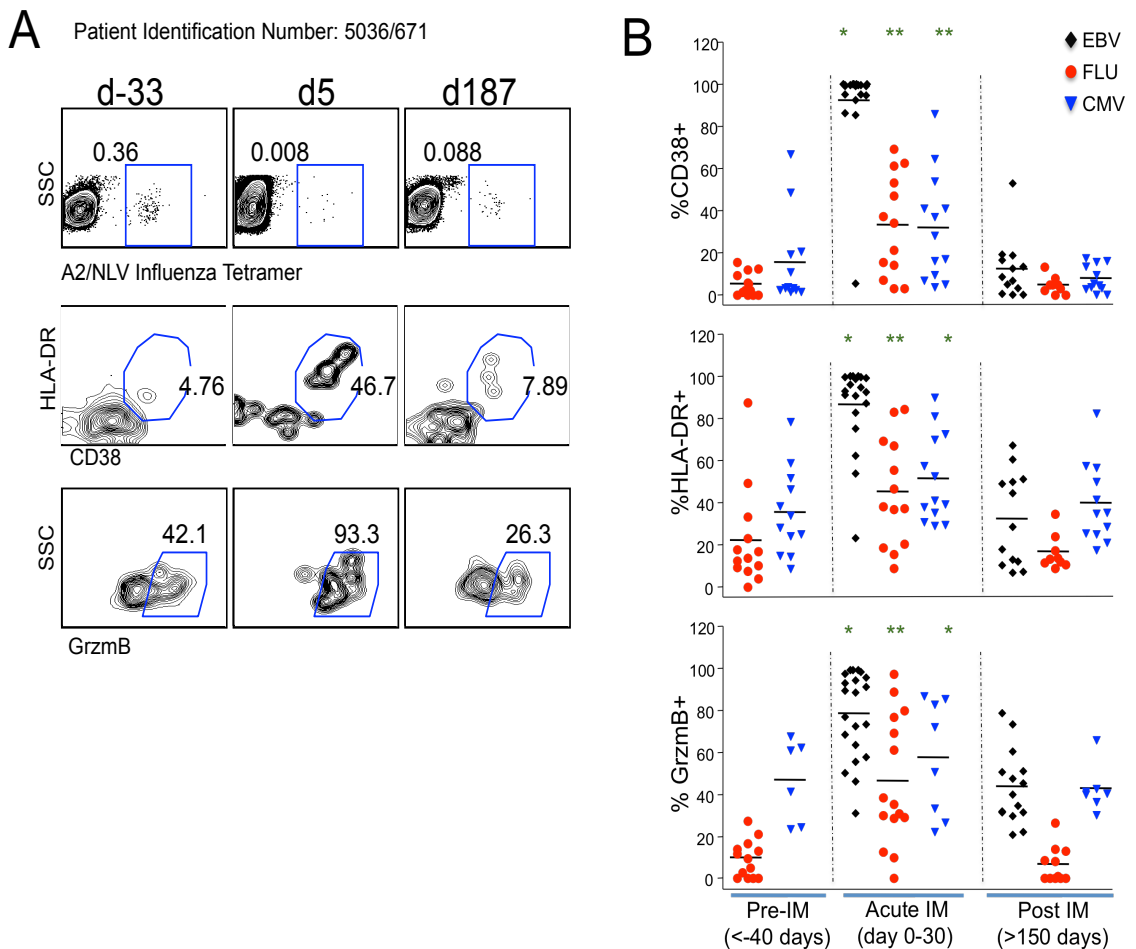 A
Patient Identification Number: 5036/671
d-33 d5 d187
SSC
0.36 0.008 0.088
A2/NLV Influenza Tetramer
HLA-DR
4.76 46.7 7.89
CD38
SSC
42.1 93.3 26.3
GrzmB
B
* ** **
EBV
FLU
CMV
%CD38+
120
100
80
60
40
20
0
* ** *
%HLA-DR+
120
100
80
60
40
20
0
* ** *
% GrzmB+
120
100
80
60
40
20
0
Pre-IM Acute IM Post IM
(<-40 days) (day 0-30) (>150 days)